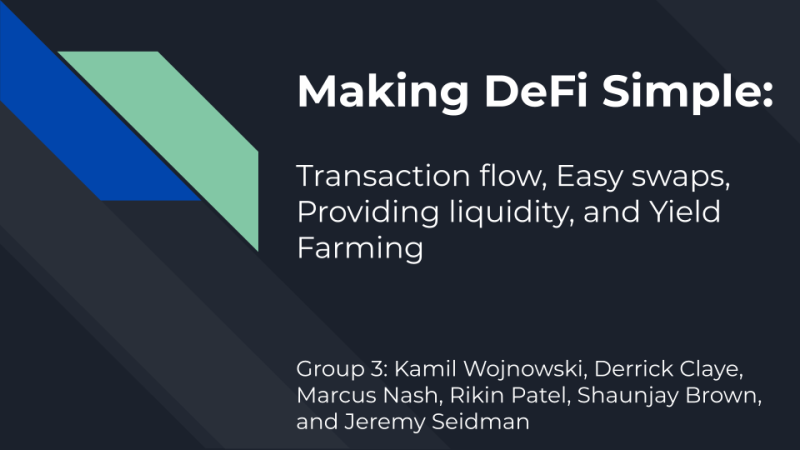 Making DeFi Simple:
Transaction flow, Easy swaps,
Providing liquidity, and Yield
Farming
Group 3: Kamil Wojnowski, Derrick Claye,
Marcus Nash, Rikin Patel, Shaunjay Brown,
and Jeremy Seidman